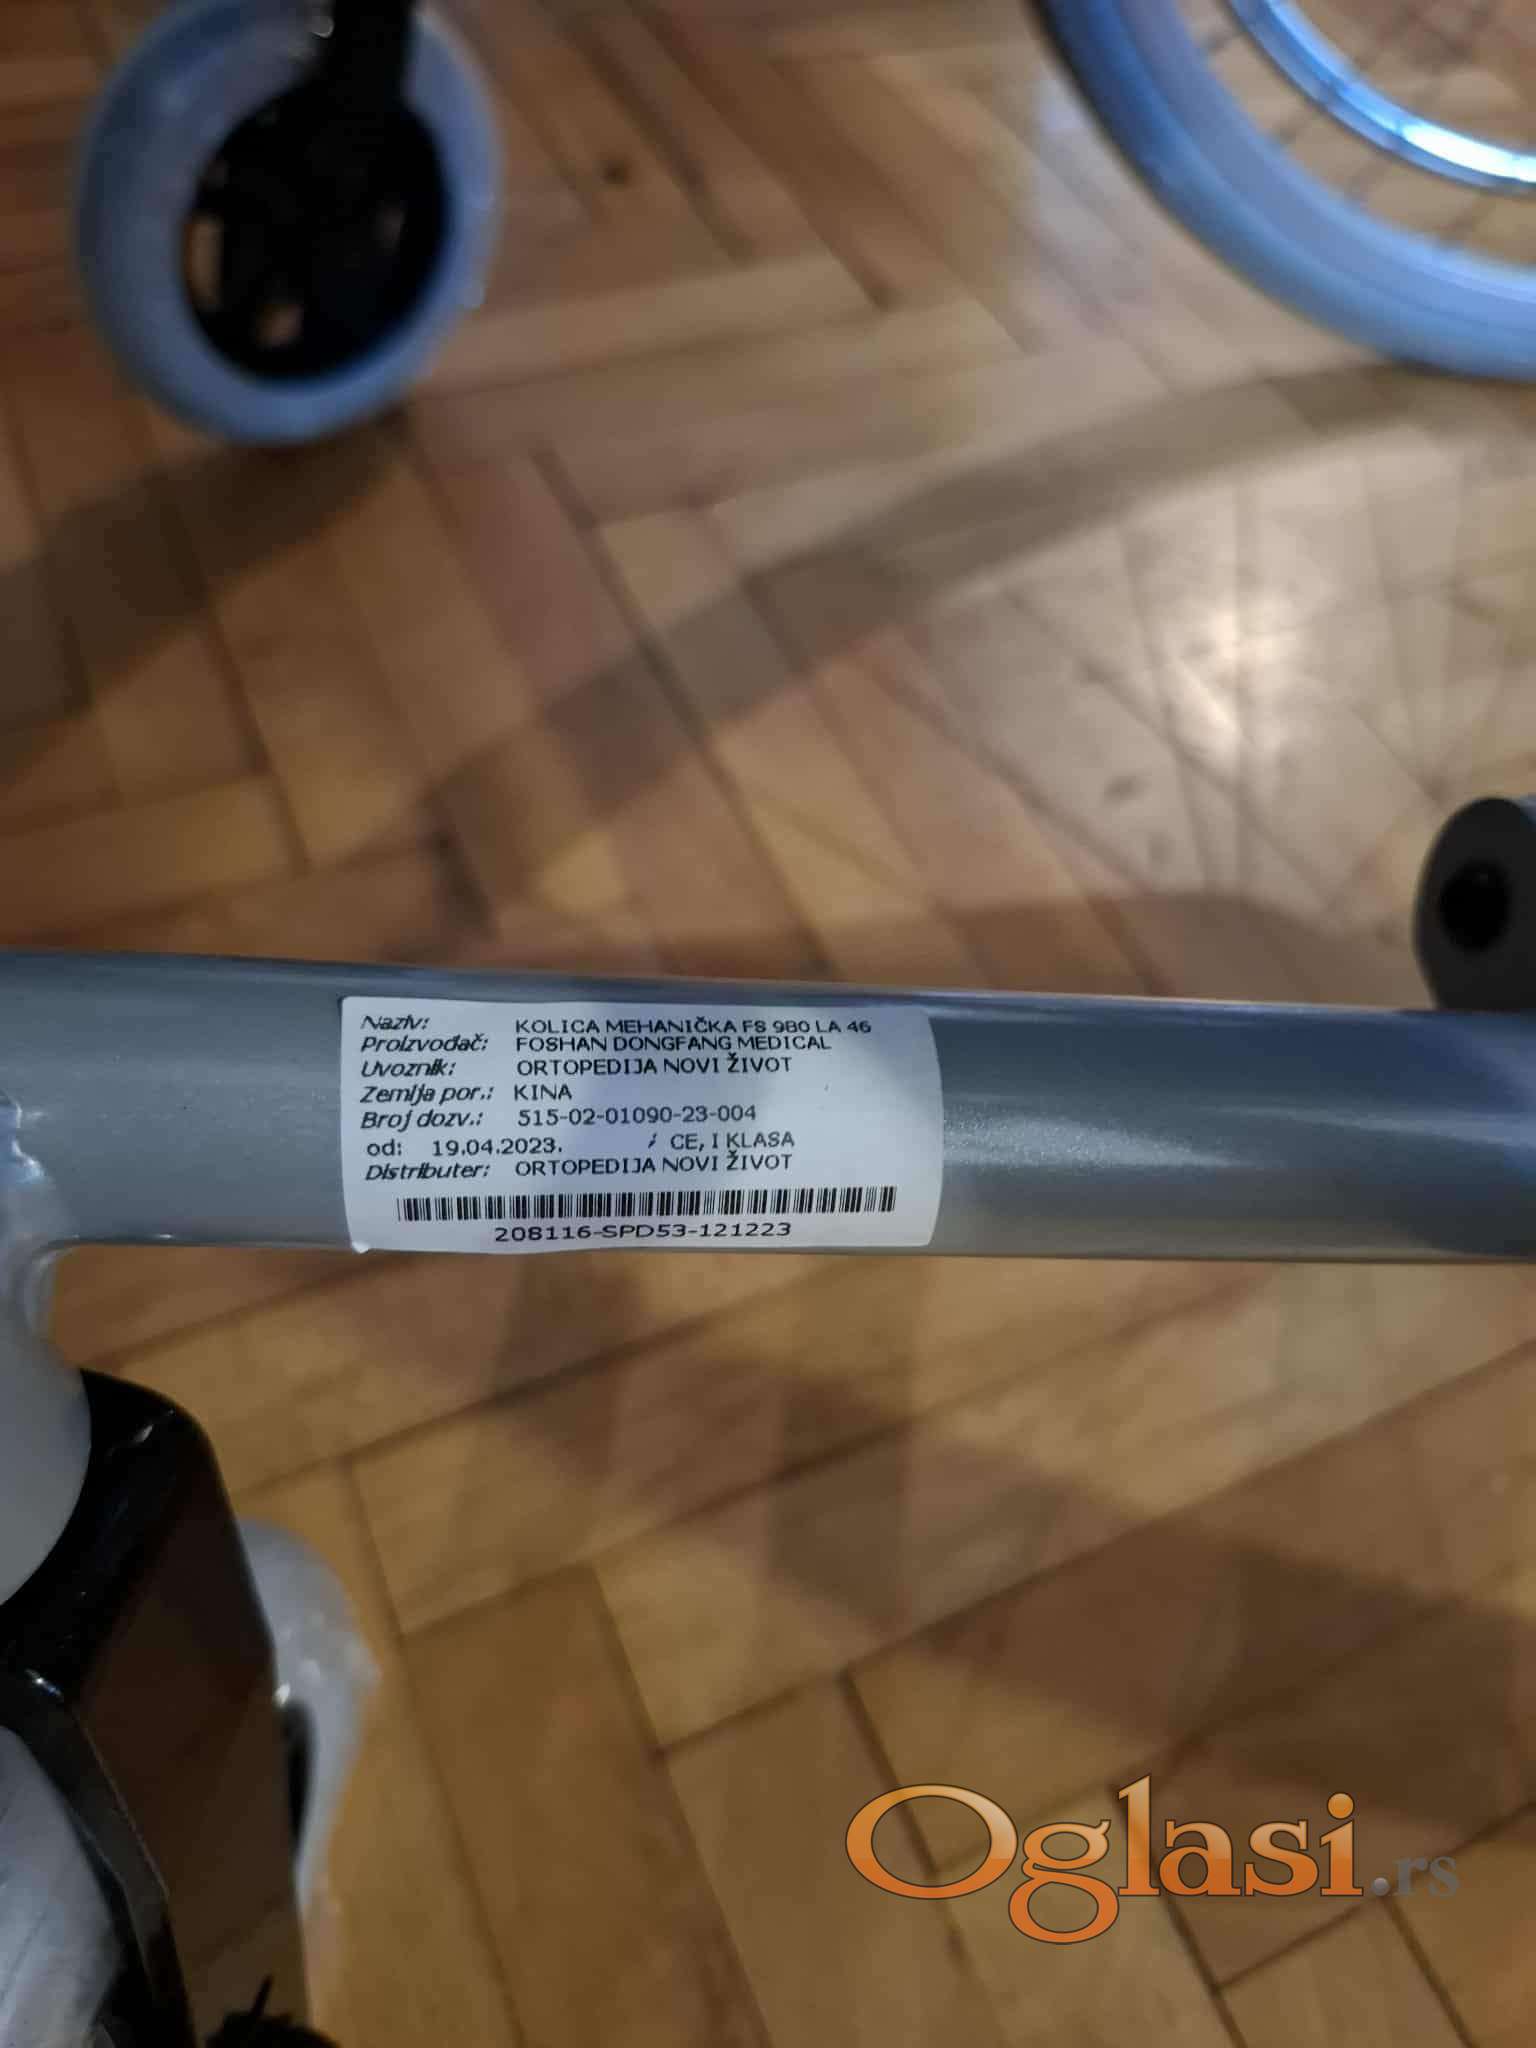 Naziv: KOLICA MEHANIČKA FS 980 LA 46
Proizvođač: FOSHAN DONGFANG MEDICAL
Uvoznik: ORTOPEDIJA NOVI ŽIVOT
Zemlja por.: KINA
Broj dozv.: 515-02-01090-23-004
od: 19.04.2023. / CE, I KLASA
Distributer: ORTOPEDIJA NOVI ŽIVOT
208116-SPD53-121223
Oglasi.rs